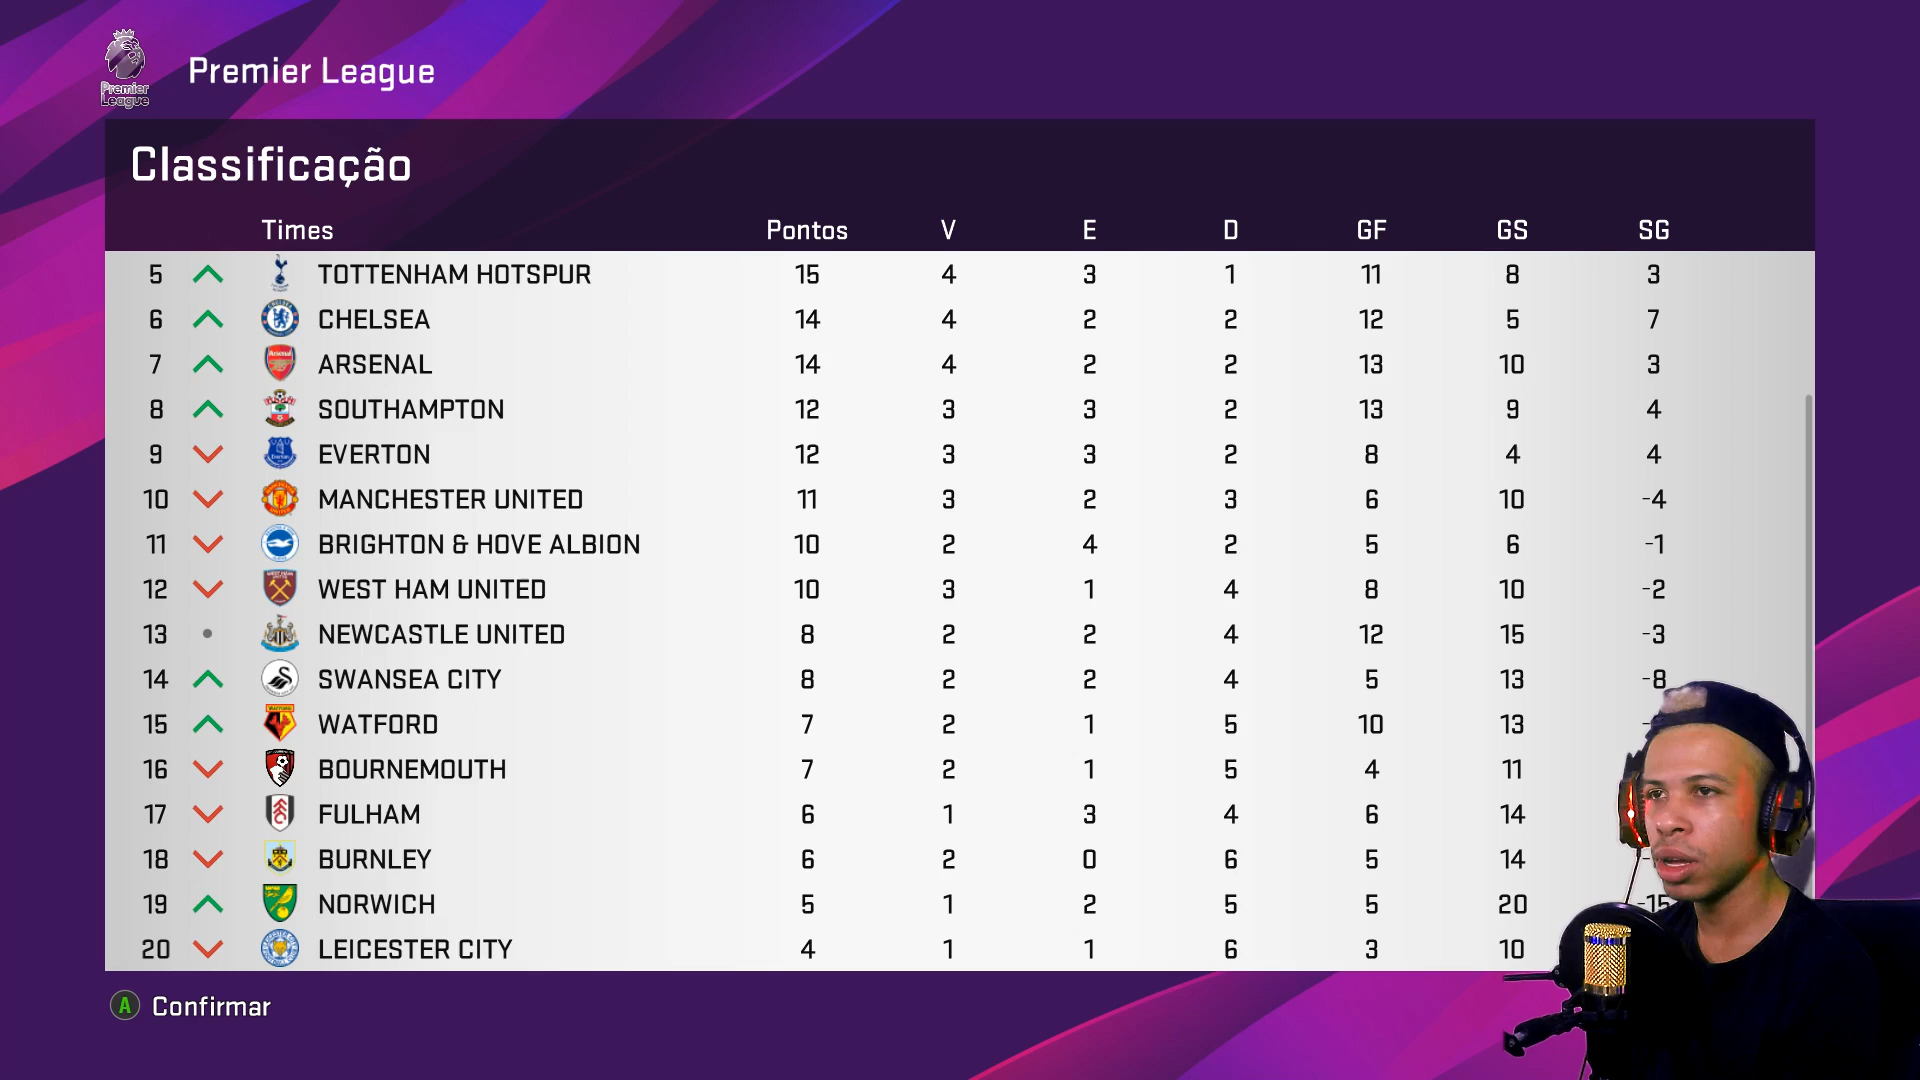 Premier League
Premier
League
Classificação
Times Pontos V E D GF GS SG
5 TOTTENHAM HOTSPUR 15 4 3 1 11 8 3
6 CHELSEA 14 4 2 2 12 5 7
7 ARSENAL 14 4 2 2 13 10 3
8 SOUTHAMPTON 12 3 3 2 13 9 4
9 EVERTON 12 3 3 2 8 4 4
10 MANCHESTER UNITED 11 3 2 3 6 10 -4
11 BRIGHTON & HOVE ALBION 10 2 4 2 5 6 -1
12 WEST HAM UNITED 10 3 1 4 8 10 -2
13 NEWCASTLE UNITED 8 2 2 4 12 15 -3
14 SWANSEA CITY 8 2 2 4 5 13 -8
15 WATFORD 7 2 1 5 10 13
16 BOURNEMOUTH 7 2 1 5 4 11
17 FULHAM 6 1 3 4 6 14
18 BURNLEY 6 2 0 6 5 14
19 NORWICH 5 1 2 5 5 20 -15
20 LEICESTER CITY 4 1 1 6 3 10
A Confirmar